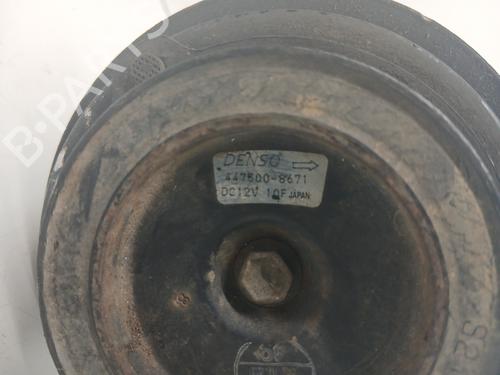 B-PARTS
DENSO
447500-8671
DC12V 10F JAPAN